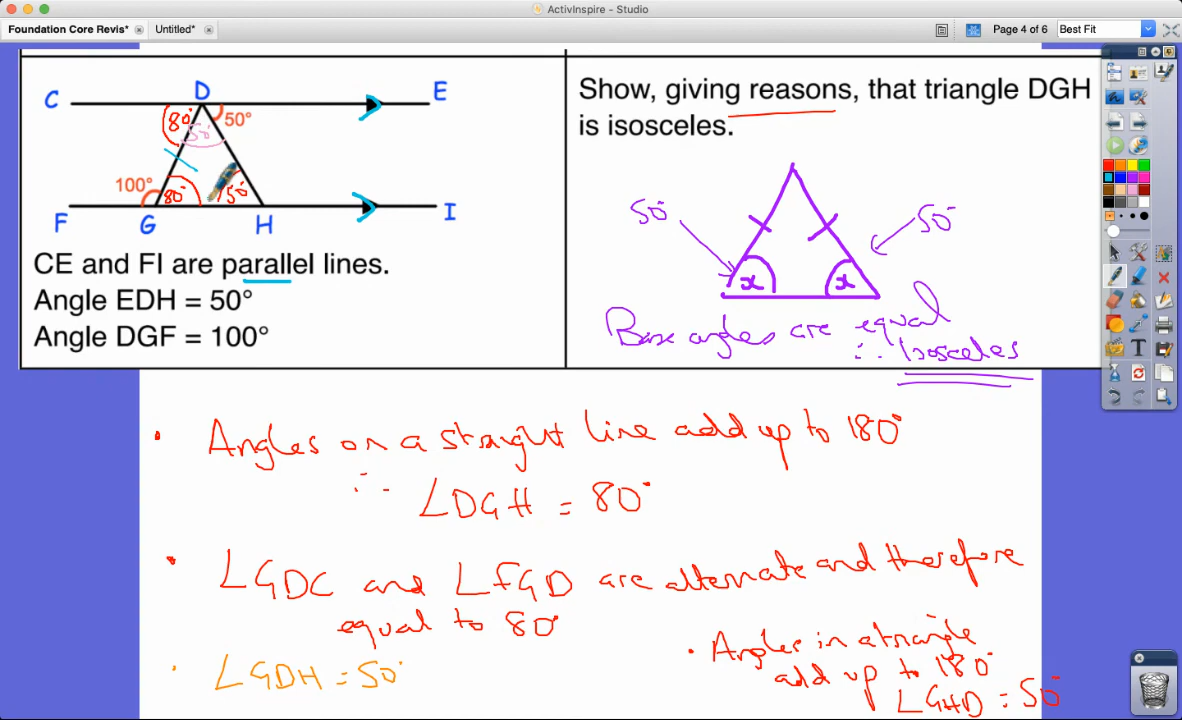 ActivInspire - Studio
Foundation Core Revis*
Untitled*
Page 4 of 6
Best Fit
C D E
80° 50° 50°
100° 80° 50°
F G H I
CE and FI are parallel lines.
Angle EDH = 50°
Angle DGF = 100°
Show, giving reasons, that triangle DGH
is isosceles.
50° 50°
x x
Base angles are equal
∴ Isosceles
• Angles on a straight line add up to 180°
∴ ∠DGH = 80°
• ∠GDC and ∠FGD are alternate and therefore
equal to 80°
• ∠GDH = 50°
• Angles in a triangle
add up to 180°
∠GHD = 50°
T